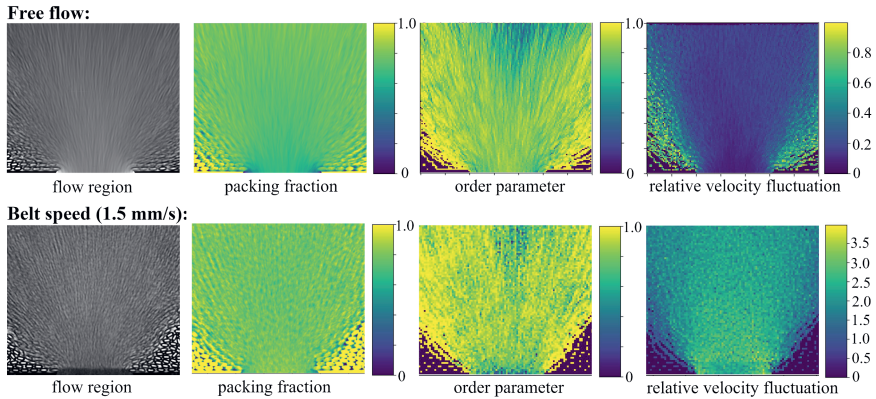 Free flow:
1.0
0
1.0
0
0.8
0.6
0.4
0.2
0
flow region
packing fraction
order parameter
relative velocity fluctuation
Belt speed (1.5 mm/s):
1.0
0
1.0
0
3.5
3.0
2.5
2.0
1.5
1.0
0.5
0
flow region
packing fraction
order parameter
relative velocity fluctuation